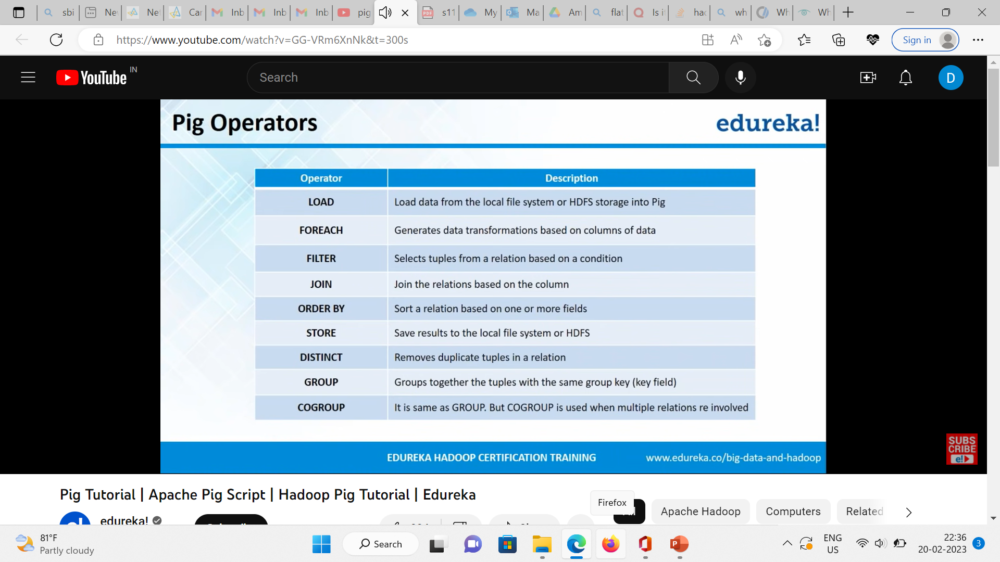 sbi
Ne
Ne
Car
Inb
Inb
Inb
pig
s11
My
Ma
Am
flat
Is i
had
wh
Wh
Wh
https://www.youtube.com/watch?v=GG-VRm6XnNk&t=300s
Sign in
YouTube IN
Search
D
Pig Operators
edureka!
Operator Description
LOAD Load data from the local file system or HDFS storage into Pig
FOREACH Generates data transformations based on columns of data
FILTER Selects tuples from a relation based on a condition
JOIN Join the relations based on the column
ORDER BY Sort a relation based on one or more fields
STORE Save results to the local file system or HDFS
DISTINCT Removes duplicate tuples in a relation
GROUP Groups together the tuples with the same group key (key field)
COGROUP It is same as GROUP. But COGROUP is used when multiple relations re involved
SUBS
CRIBE
e!
EDUREKA HADOOP CERTIFICATION TRAINING www.edureka.co/big-data-and-hadoop
Pig Tutorial | Apache Pig Script | Hadoop Pig Tutorial | Edureka
Firefox
Apache Hadoop
Computers
Related
edureka!
81°F
Partly cloudy
Search
ENG
US
22:36
20-02-2023
3